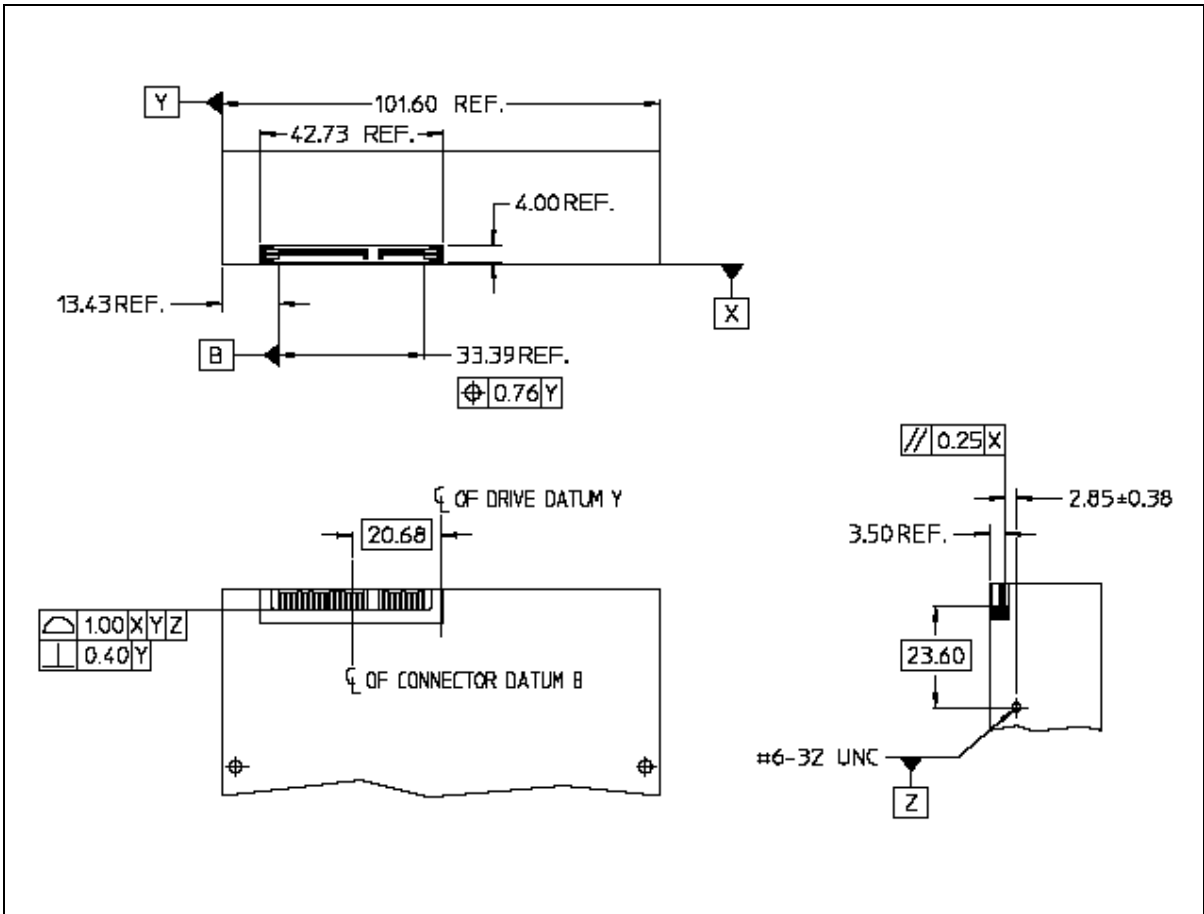 Y
101.60 REF.
42.73 REF.
4.00 REF.
13.43 REF.
X
B
33.39 REF.
⌖ 0.76 Y
// 0.25 X
℄ OF DRIVE DATUM Y
2.85±0.38
20.68
3.50 REF.
⌓ 1.00 X Y Z
⊥ 0.40 Y
23.60
℄ OF CONNECTOR DATUM B
#6-32 UNC
Z